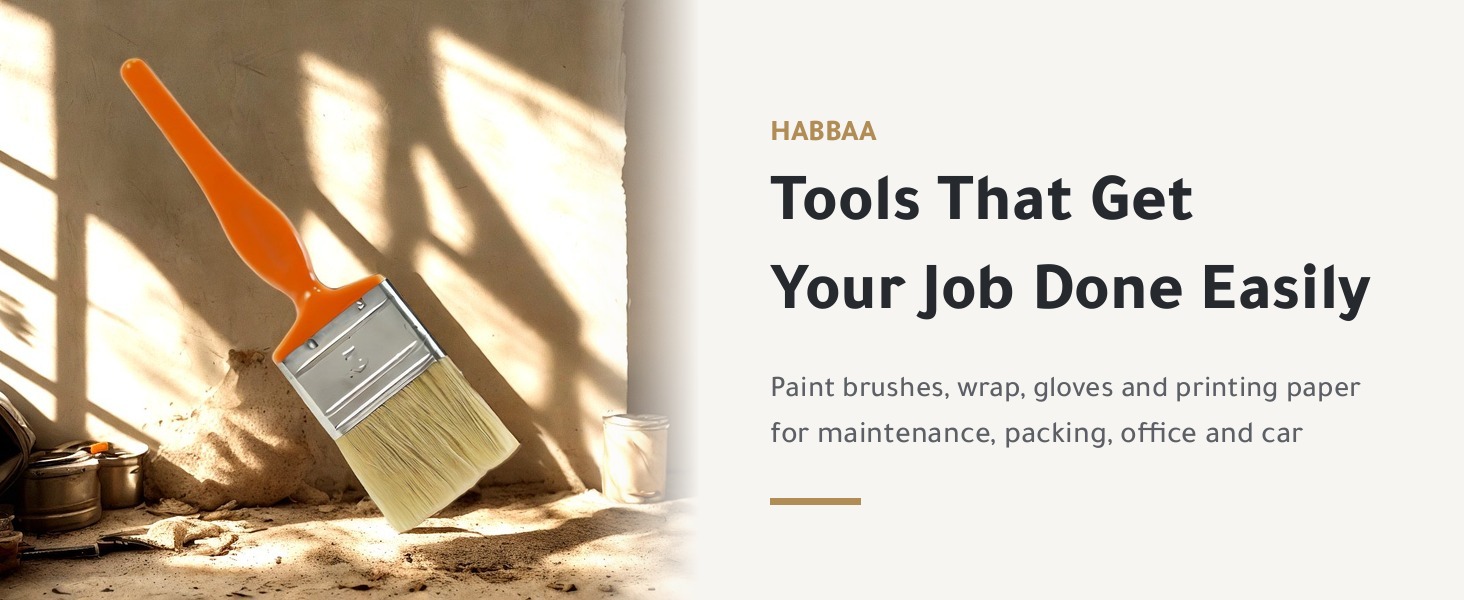 HABBAA
Tools That Get
Your Job Done Easily
Paint brushes, wrap, gloves and printing paper
for maintenance, packing, office and car